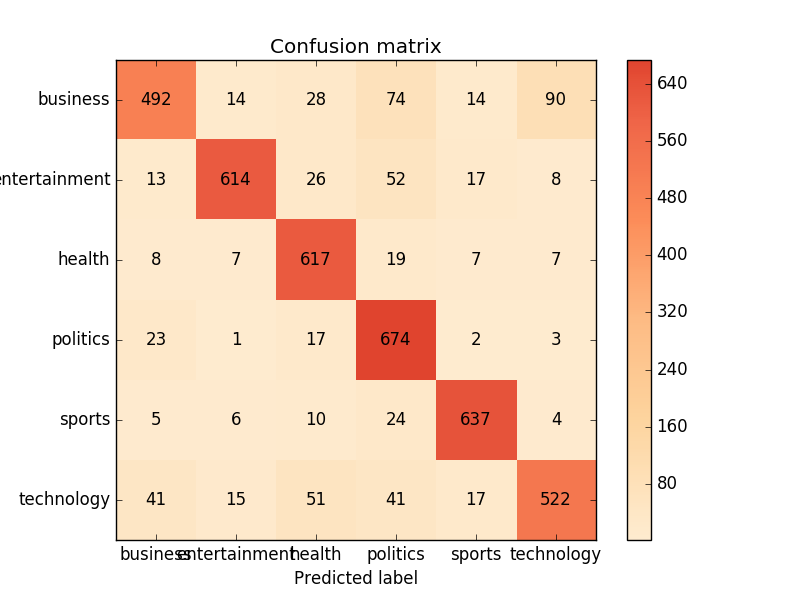 Confusion matrix
business 492 14 28 74 14 90
entertainment 13 614 26 52 17 8
health 8 7 617 19 7 7
politics 23 1 17 674 2 3
sports 5 6 10 24 637 4
technology 41 15 51 41 17 522
business entertainment health politics sports technology
Predicted label
640
560
480
400
320
240
160
80